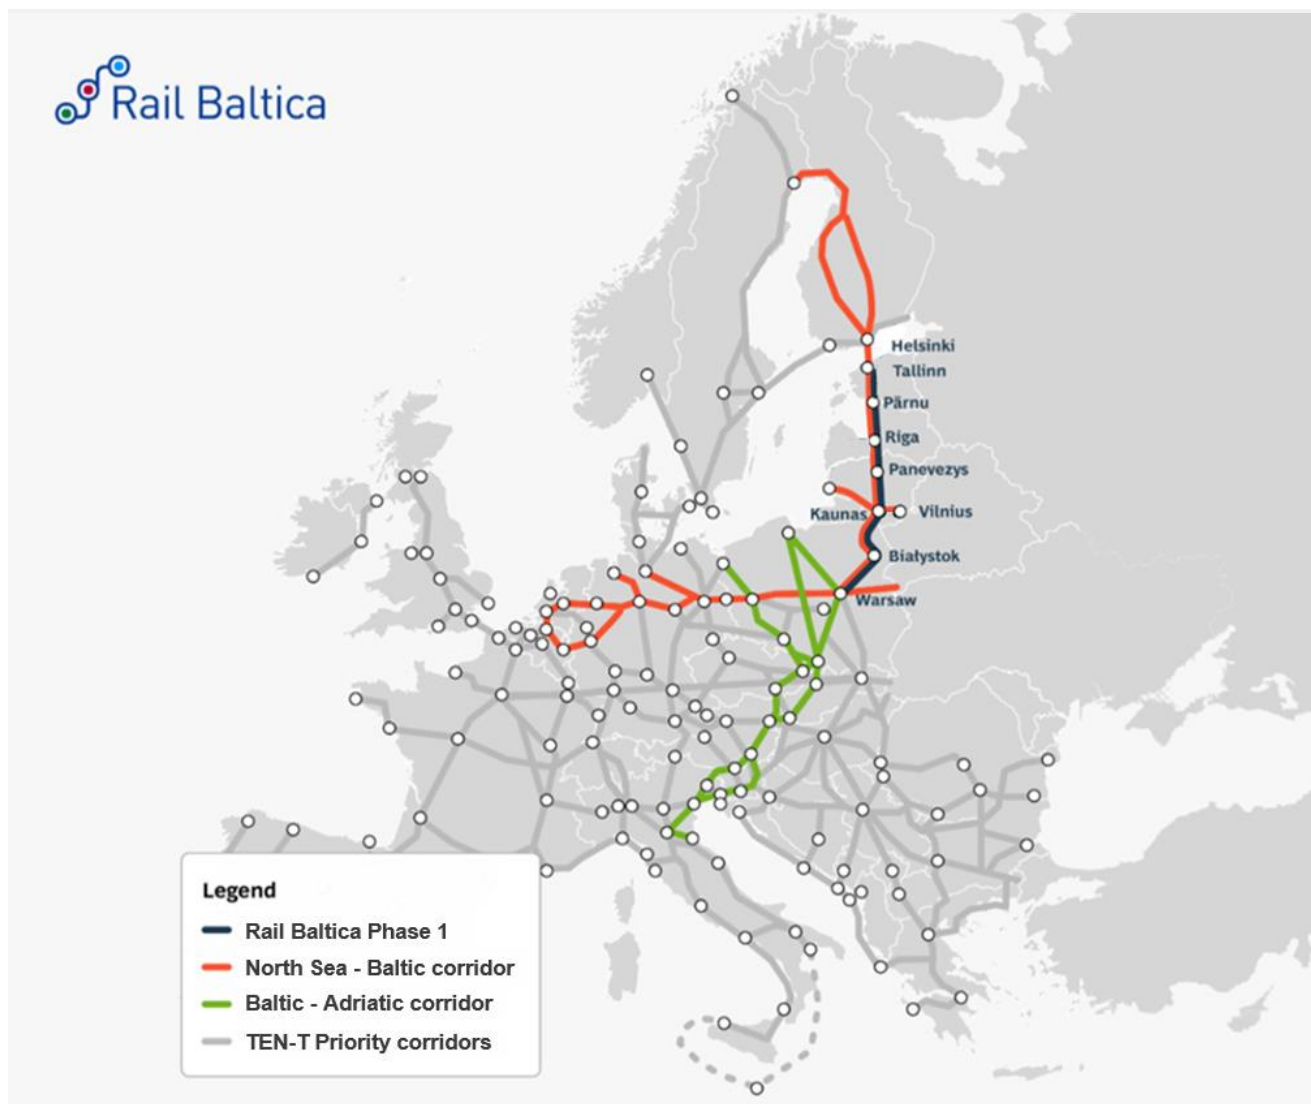 Rail Baltica
Helsinki
Tallinn
Pärnu
Riga
Panevezys
Kaunas
Vilnius
Białystok
Warsaw
Legend
Rail Baltica Phase 1
North Sea - Baltic corridor
Baltic - Adriatic corridor
TEN-T Priority corridors